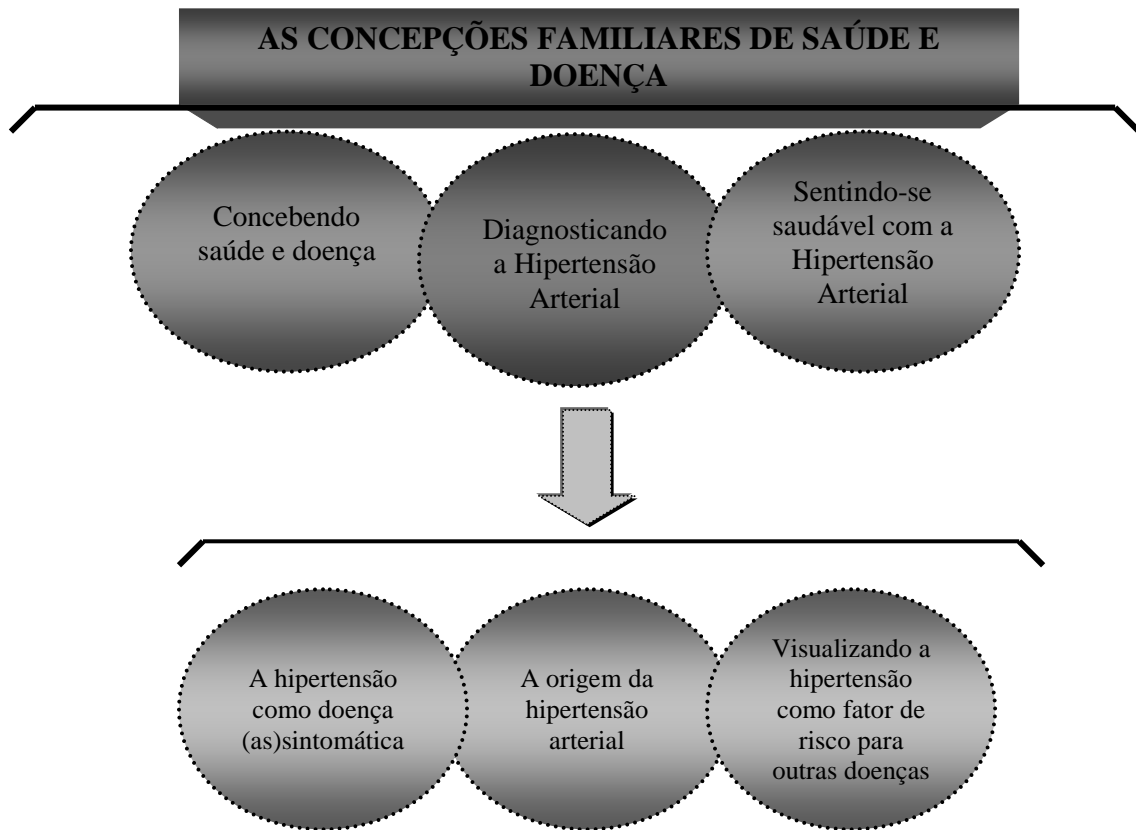 AS CONCEPÇÕES FAMILIARES DE SAÚDE E
DOENÇA
Concebendo
saúde e doença
Diagnosticando
a Hipertensão
Arterial
Sentindo-se
saudável com a
Hipertensão
Arterial
A hipertensão
como doença
(as)sintomática
A origem da
hipertensão
arterial
Visualizando a
hipertensão
como fator de
risco para
outras doenças